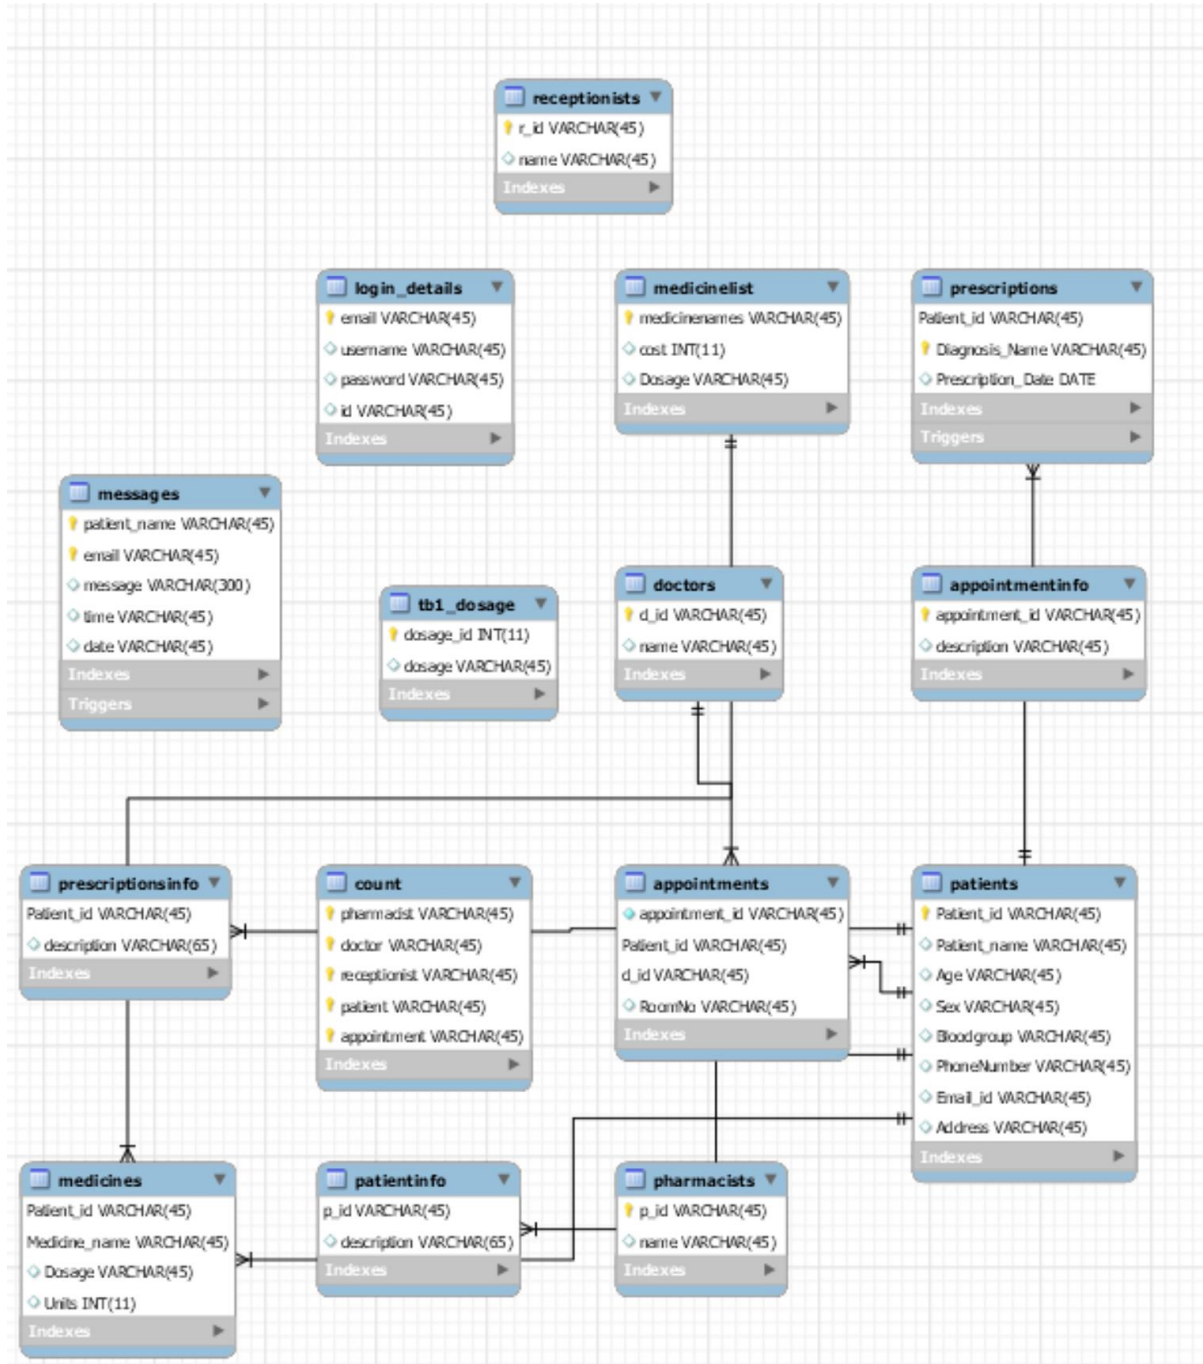 receptionists
r_id VARCHAR(45)
name VARCHAR(45)
Indexes
login_details
email VARCHAR(45)
username VARCHAR(45)
password VARCHAR(45)
id VARCHAR(45)
Indexes
medicinelist
medicinenames VARCHAR(45)
cost INT(11)
Dosage VARCHAR(45)
Indexes
prescriptions
Patient_id VARCHAR(45)
Diagnosis_Name VARCHAR(45)
Prescription_Date DATE
Indexes
Triggers
messages
patient_name VARCHAR(45)
email VARCHAR(45)
message VARCHAR(300)
time VARCHAR(45)
date VARCHAR(45)
Indexes
Triggers
tb1_dosage
dosage_id INT(11)
dosage VARCHAR(45)
Indexes
doctors
d_id VARCHAR(45)
name VARCHAR(45)
Indexes
appointmentinfo
appointment_id VARCHAR(45)
description VARCHAR(45)
Indexes
prescriptionsinfo
Patient_id VARCHAR(45)
description VARCHAR(65)
Indexes
count
pharmacist VARCHAR(45)
doctor VARCHAR(45)
receptionist VARCHAR(45)
patient VARCHAR(45)
appointment VARCHAR(45)
Indexes
appointments
appointment_id VARCHAR(45)
Patient_id VARCHAR(45)
d_id VARCHAR(45)
RoomNo VARCHAR(45)
Indexes
patients
Patient_id VARCHAR(45)
Patient_name VARCHAR(45)
Age VARCHAR(45)
Sex VARCHAR(45)
Bloodgroup VARCHAR(45)
PhoneNumber VARCHAR(45)
Email_id VARCHAR(45)
Address VARCHAR(45)
Indexes
medicines
Patient_id VARCHAR(45)
Medicine_name VARCHAR(45)
Dosage VARCHAR(45)
Units INT(11)
Indexes
patientinfo
p_id VARCHAR(45)
description VARCHAR(65)
Indexes
pharmacists
p_id VARCHAR(45)
name VARCHAR(45)
Indexes